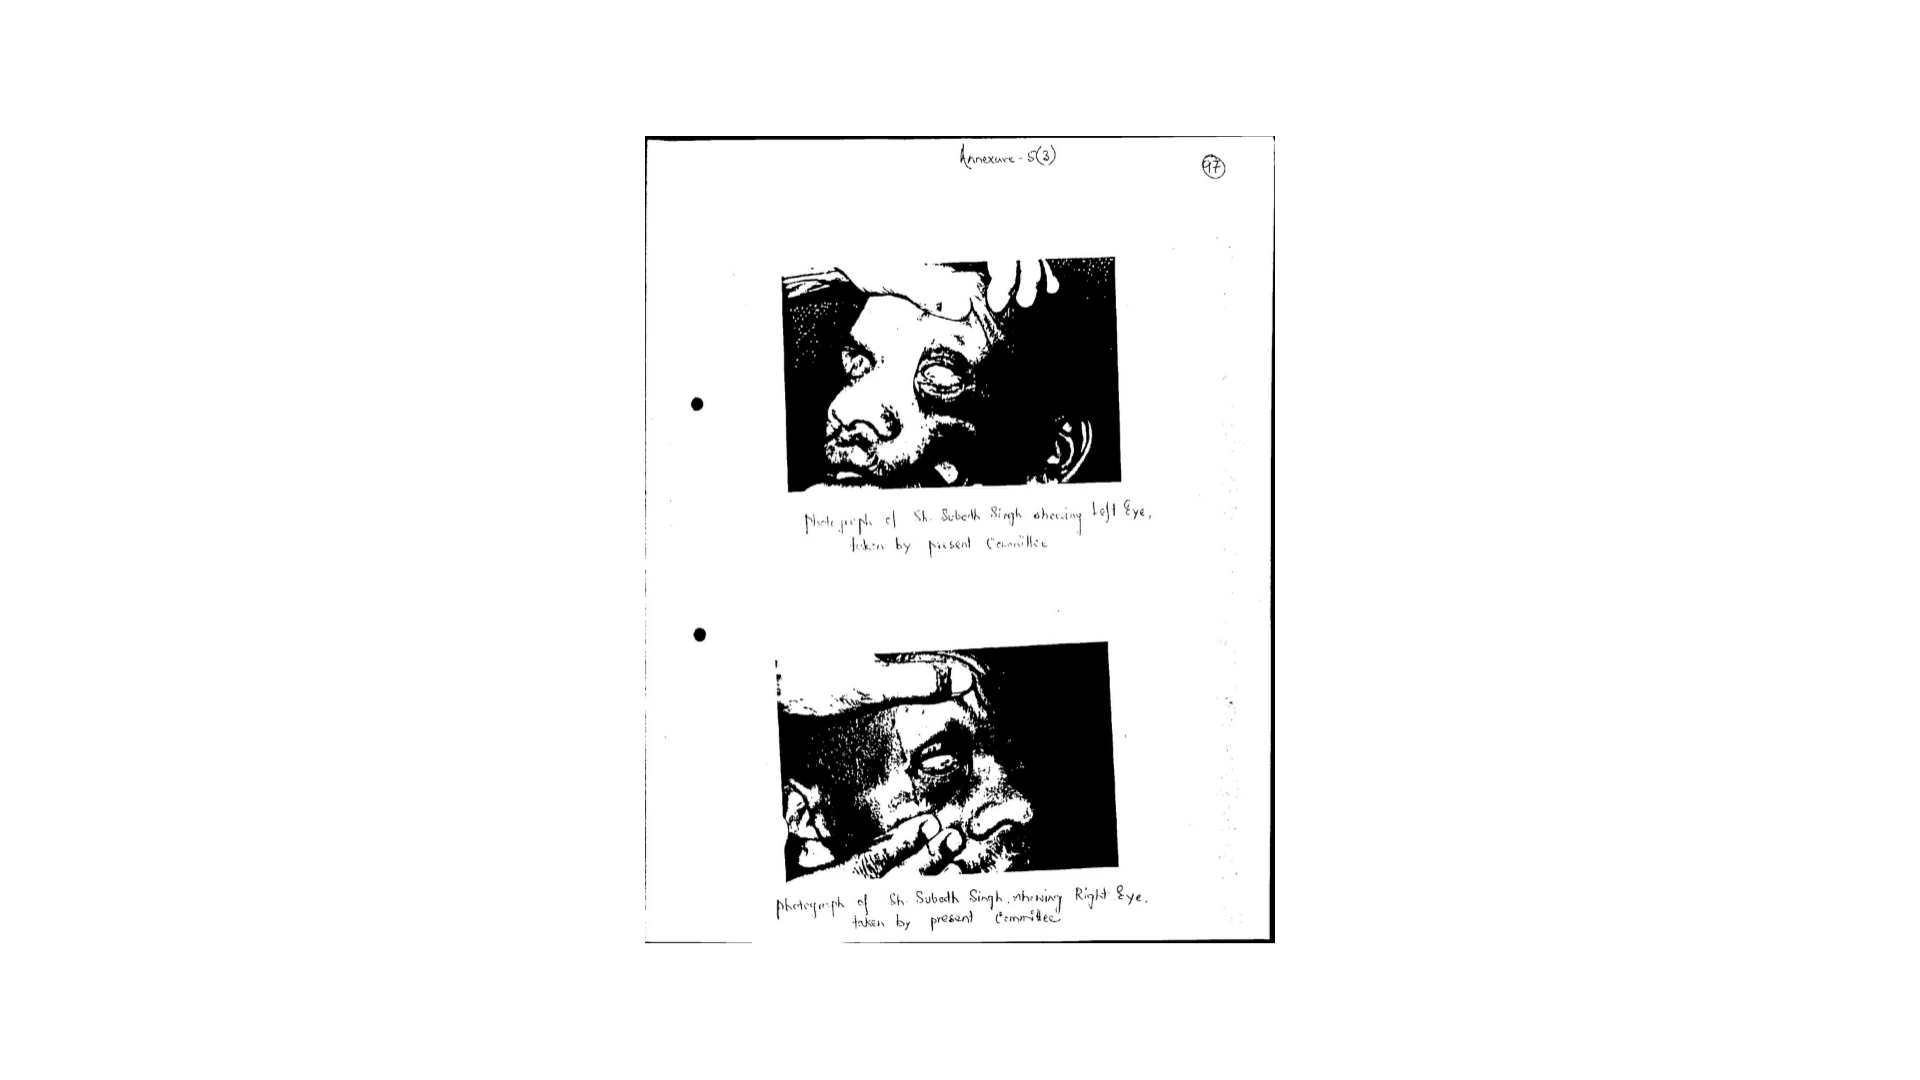 Annexure - 5(3)
97
photograph of Sh. Subodh Singh showing Left Eye,
taken by present Committee
photograph of Sh. Subodh Singh, showing Right Eye,
taken by present Committee